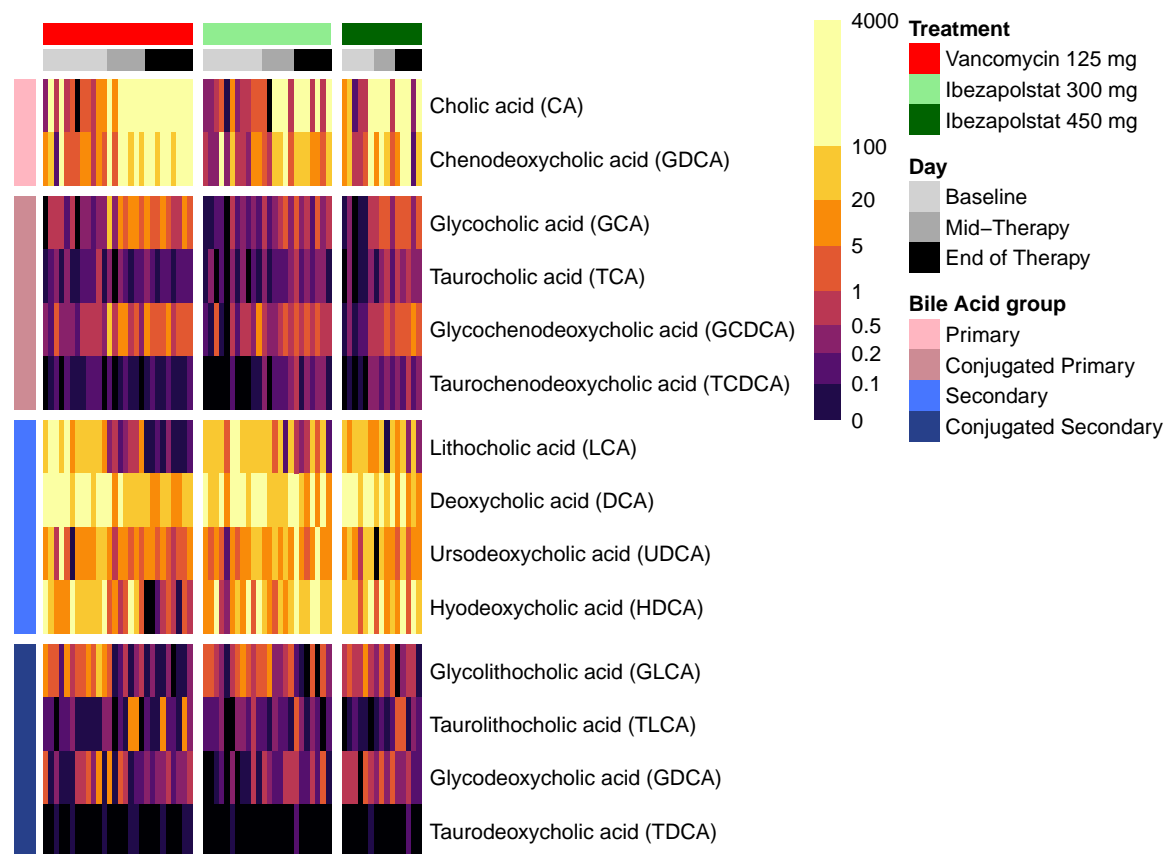 Cholic acid (CA)
Chenodeoxycholic acid (GDCA)
Glycocholic acid (GCA)
Taurocholic acid (TCA)
Glycochenodeoxycholic acid (GCDCA)
Taurochenodeoxycholic acid (TCDCA)
Lithocholic acid (LCA)
Deoxycholic acid (DCA)
Ursodeoxycholic acid (UDCA)
Hyodeoxycholic acid (HDCA)
Glycolithocholic acid (GLCA)
Taurolithocholic acid (TLCA)
Glycodeoxycholic acid (GDCA)
Taurodeoxycholic acid (TDCA)
4000
100
20
5
1
0.5
0.2
0.1
0
Treatment
Vancomycin 125 mg
Ibezapolstat 300 mg
Ibezapolstat 450 mg
Day
Baseline
Mid−Therapy
End of Therapy
Bile Acid group
Primary
Conjugated Primary
Secondary
Conjugated Secondary